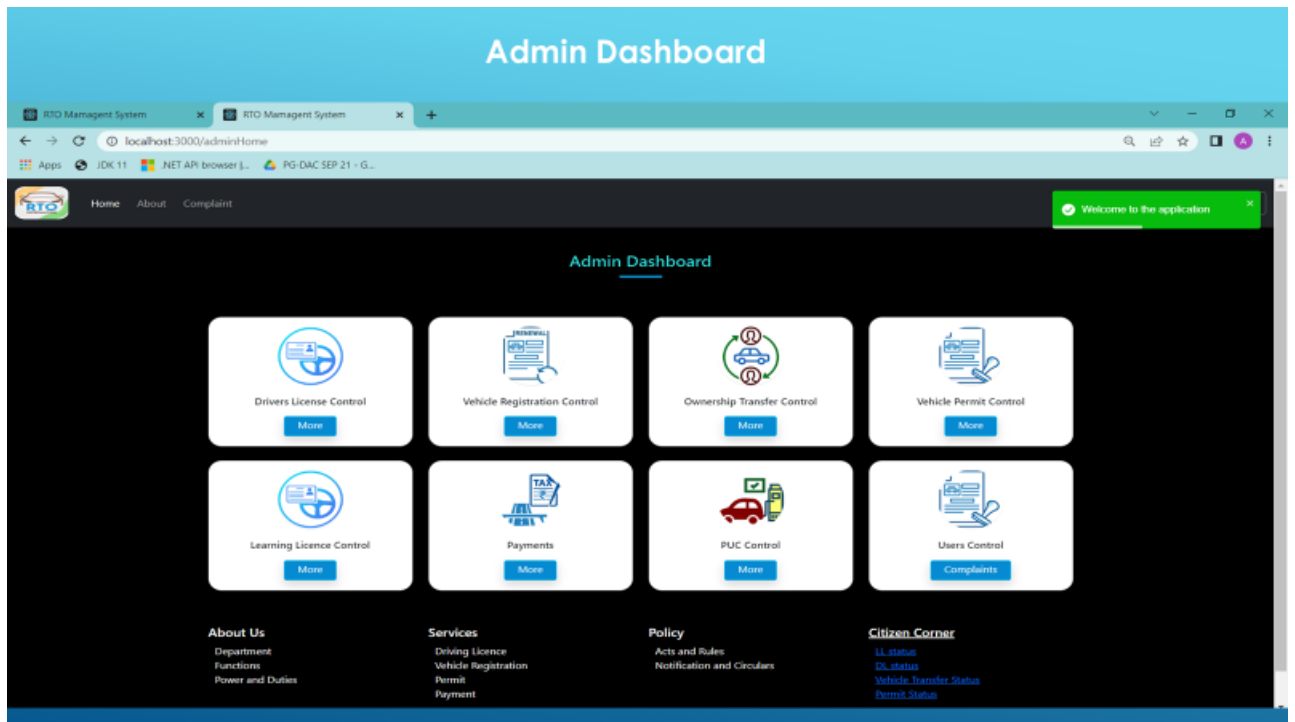 Admin Dashboard
RTO Mamagent System
RTO Mamagent System
localhost:3000/adminHome
Apps JDK 11 .NET API browser |... PG-DAC SEP 21 - G...
RTO Home About Complaint
Welcome to the application
Admin Dashboard
RENEWAL
Drivers License Control Vehicle Registration Control Ownership Transfer Control Vehicle Permit Control
More More More More
TAX
Learning Licence Control Payments PUC Control Users Control
More More More Complaints
About Us Services Policy Citizen Corner
Department Driving Licence Acts and Rules LL status
Functions Vehicle Registration Notification and Circulars DL status
Power and Duties Permit Vehicle Transfer Status
Payment Permit Status